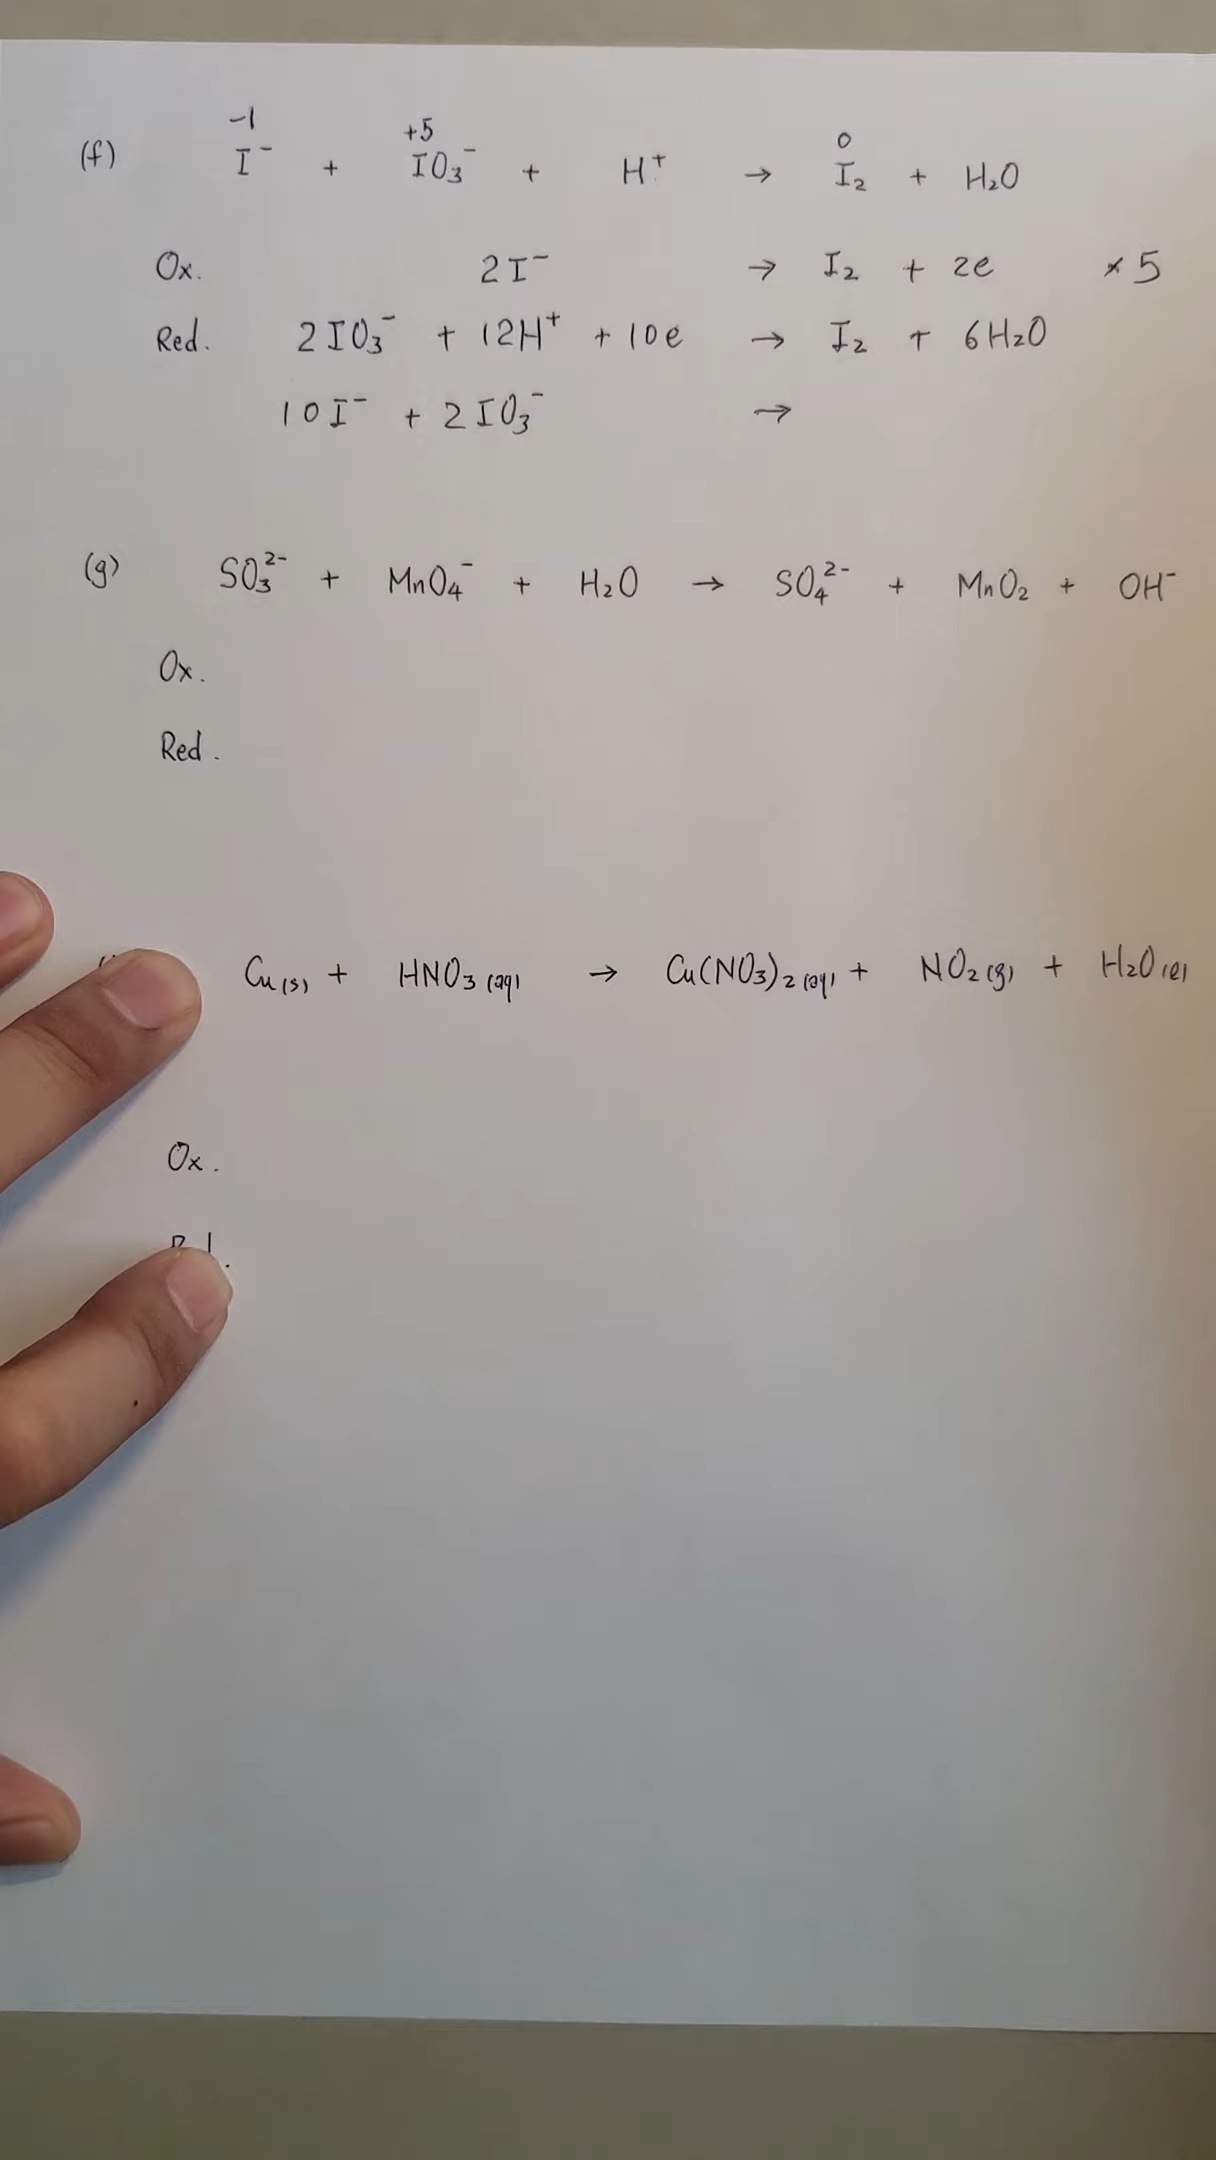 -1 +5 0
(f) I⁻ + IO₃⁻ + H⁺ → I₂ + H₂O
Ox. 2I⁻ → I₂ + 2e × 5
Red. 2IO₃⁻ + 12H⁺ + 10e → I₂ + 6H₂O
10I⁻ + 2IO₃⁻ →
(g) SO₃²⁻ + MnO₄⁻ + H₂O → SO₄²⁻ + MnO₂ + OH⁻
Ox.
Red.
Cu(s) + HNO₃(aq) → Cu(NO₃)₂(aq) + NO₂(g) + H₂O(l)
Ox.